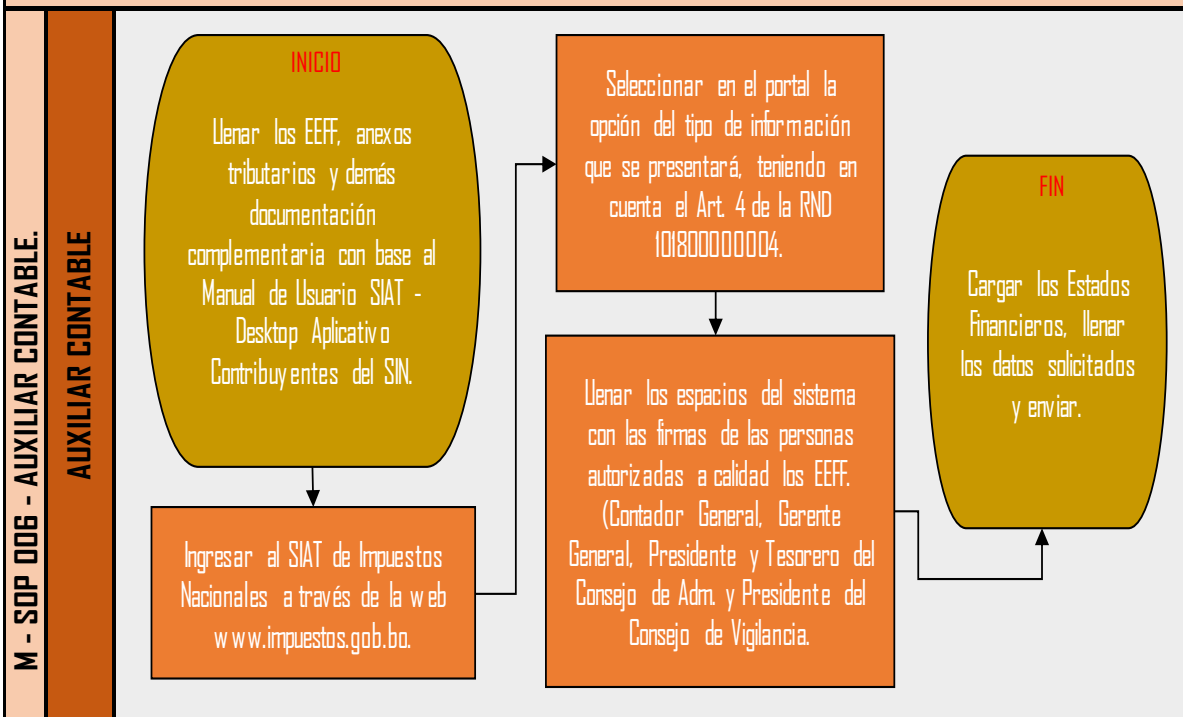 M - SOP 006 - AUXILIAR CONTABLE.
AUXILIAR CONTABLE
INICIO
Llenar los EEFF, anexos
tributarios y demás
documentación
complementaria con base al
Manual de Usuario SIAT -
Desktop Aplicativo
Contribuyentes del SIN.
Ingresar al SIAT de Impuestos
Nacionales a través de la web
www.impuestos.gob.bo.
Seleccionar en el portal la
opción del tipo de información
que se presentará, teniendo en
cuenta el Art. 4 de la RND
101800000004.
Llenar los espacios del sistema
con las firmas de las personas
autorizadas a calidad los EEFF.
(Contador General, Gerente
General, Presidente y Tesorero del
Consejo de Adm. y Presidente del
Consejo de Vigilancia.
FIN
Cargar los Estados
Financieros, llenar
los datos solicitados
y enviar.